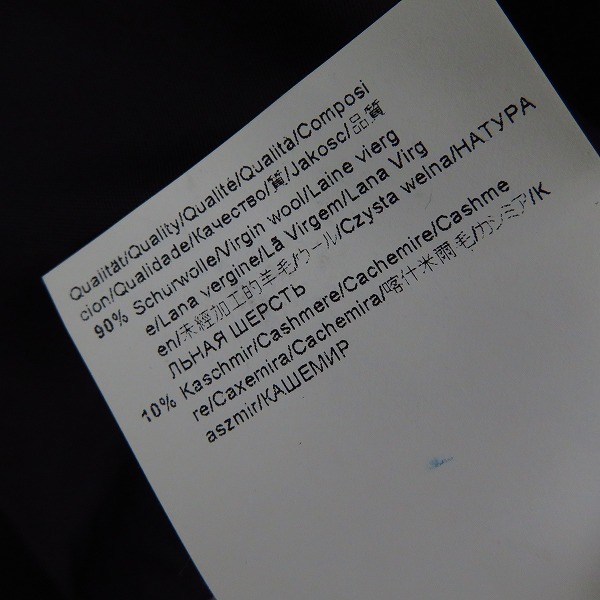 Qualität/Quality/Qualité/Qualità/Composi
cion/Qualidade/Качество/質/Jakosc/品質
90% Schurwolle/Virgin wool/Laine vierg
e/Lana vergine/Lã Virgem/Lana Virg
en/未經加工的羊毛/ウール/Czysta welna/НАТУРА
ЛЬНАЯ ШЕРСТЬ
10% Kaschmir/Cashmere/Cachemire/Cashme
re/Caxemira/Cachemira/喀什米爾毛/カシミア/K
aszmir/КАШЕМИР